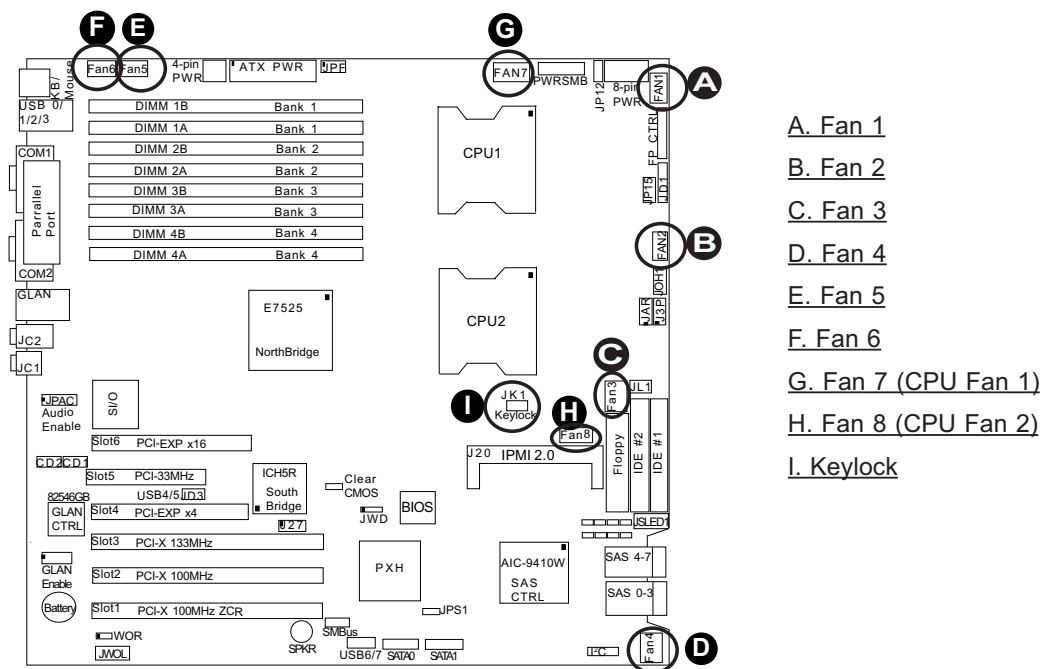 F E G A
Fan6 Fan5 4-pin PWR ATX PWR JPF FAN7 PWRSMB JP12 8-pin PWR FAN1
KB/ Mouse
USB 0/ 1/2/3
DIMM 1B Bank 1
DIMM 1A Bank 1
DIMM 2B Bank 2
DIMM 2A Bank 2
DIMM 3B Bank 3
DIMM 3A Bank 3
DIMM 4B Bank 4
DIMM 4A Bank 4
CPU1
FP CTRL
JP15 JD1
COM1
Parrallel Port
COM2
FAN2 B
JOH1
JAR J3P
GLAN
JC2
JC1
E7525
NorthBridge
CPU2
C
Fan3 JL1
I JK1
Keylock
H
Fan8
J20 IPMI 2.0
Floppy IDE #2 IDE #1
JPAC
Audio
Enable
SI/O
Slot6 PCI-EXP x16
CD2 CD1
Slot5 PCI-33MHz
82546GB
GLAN
CTRL
USB4/5 JD3
Slot4 PCI-EXP x4
ICH5R
South
Bridge
J27
Clear
CMOS
JWD
BIOS
JSLED1
Slot3 PCI-X 133MHz
GLAN
Enable
Slot2 PCI-X 100MHz
PXH
AIC-9410W
SAS
CTRL
SAS 4-7
SAS 0-3
Battery
Slot1 PCI-X 100MHz ZCR
JPS1
WOR
JWOL
SPKR
SMBus
USB6/7 SATA0 SATA1
I²C
Fan4 D
A. Fan 1
B. Fan 2
C. Fan 3
D. Fan 4
E. Fan 5
F. Fan 6
G. Fan 7 (CPU Fan 1)
H. Fan 8 (CPU Fan 2)
I. Keylock